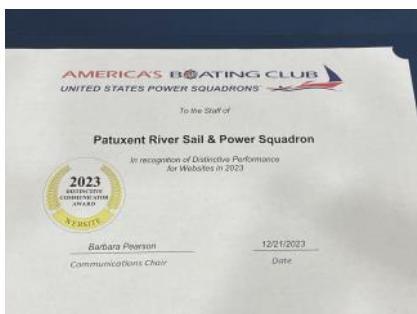 AMERICA'S BOATING CLUB
UNITED STATES POWER SQUADRONS
To the Staff of
Patuxent River Sail & Power Squadron
In recognition of Distinctive Performance
for Websites in 2023
2023
DISTINCTIVE
COMMUNICATOR
AWARD
WEBSITE
Barbara Pearson
12/21/2023
Communications Chair
Date